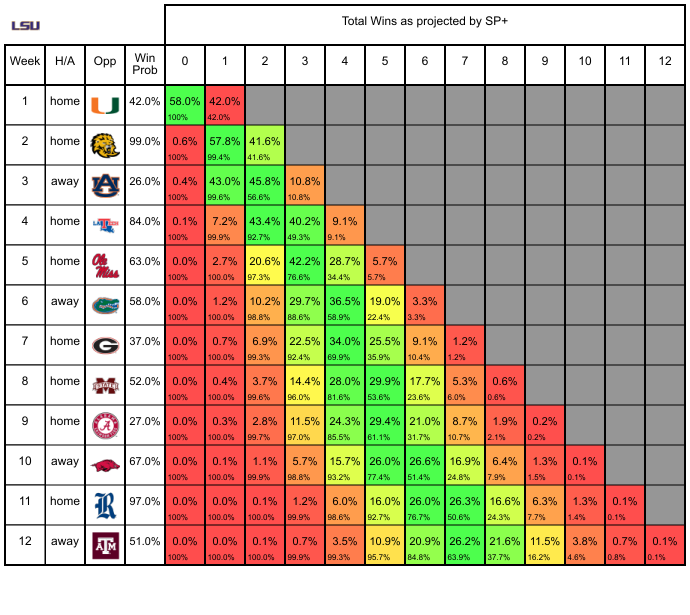 LSU
Total Wins as projected by SP+
Week H/A Opp Win Prob 0 1 2 3 4 5 6 7 8 9 10 11 12
1 home U 42.0% 58.0% 42.0%
100% 42.0%
2 home 99.0% 0.6% 57.8% 41.6%
100% 99.4% 41.6%
3 away AU 26.0% 0.4% 43.0% 45.8% 10.8%
100% 99.6% 56.6% 10.8%
4 home LA TECH 84.0% 0.1% 7.2% 43.4% 40.2% 9.1%
100% 99.9% 92.7% 49.3% 9.1%
5 home Ole Miss 63.0% 0.0% 2.7% 20.6% 42.2% 28.7% 5.7%
100% 100.0% 97.3% 76.6% 34.4% 5.7%
6 away 58.0% 0.0% 1.2% 10.2% 29.7% 36.5% 19.0% 3.3%
100% 100.0% 98.8% 88.6% 58.9% 22.4% 3.3%
7 home G 37.0% 0.0% 0.7% 6.9% 22.5% 34.0% 25.5% 9.1% 1.2%
100% 100.0% 99.3% 92.4% 69.9% 35.9% 10.4% 1.2%
8 home STATE 52.0% 0.0% 0.4% 3.7% 14.4% 28.0% 29.9% 17.7% 5.3% 0.6%
100% 100.0% 99.6% 96.0% 81.6% 53.6% 23.6% 6.0% 0.6%
9 home A 27.0% 0.0% 0.3% 2.8% 11.5% 24.3% 29.4% 21.0% 8.7% 1.9% 0.2%
100% 100.0% 99.7% 97.0% 85.5% 61.1% 31.7% 10.7% 2.1% 0.2%
10 away 67.0% 0.0% 0.1% 1.1% 5.7% 15.7% 26.0% 26.6% 16.9% 6.4% 1.3% 0.1%
100% 100.0% 99.9% 98.8% 93.2% 77.4% 51.4% 24.8% 7.9% 1.5% 0.1%
11 home R 97.0% 0.0% 0.0% 0.1% 1.2% 6.0% 16.0% 26.0% 26.3% 16.6% 6.3% 1.3% 0.1%
100% 100.0% 100.0% 99.9% 98.6% 92.7% 76.7% 50.6% 24.3% 7.7% 1.4% 0.1%
12 away ATM 51.0% 0.0% 0.0% 0.1% 0.7% 3.5% 10.9% 20.9% 26.2% 21.6% 11.5% 3.8% 0.7% 0.1%
100% 100.0% 100.0% 99.9% 99.3% 95.7% 84.8% 63.9% 37.7% 16.2% 4.6% 0.8% 0.1%